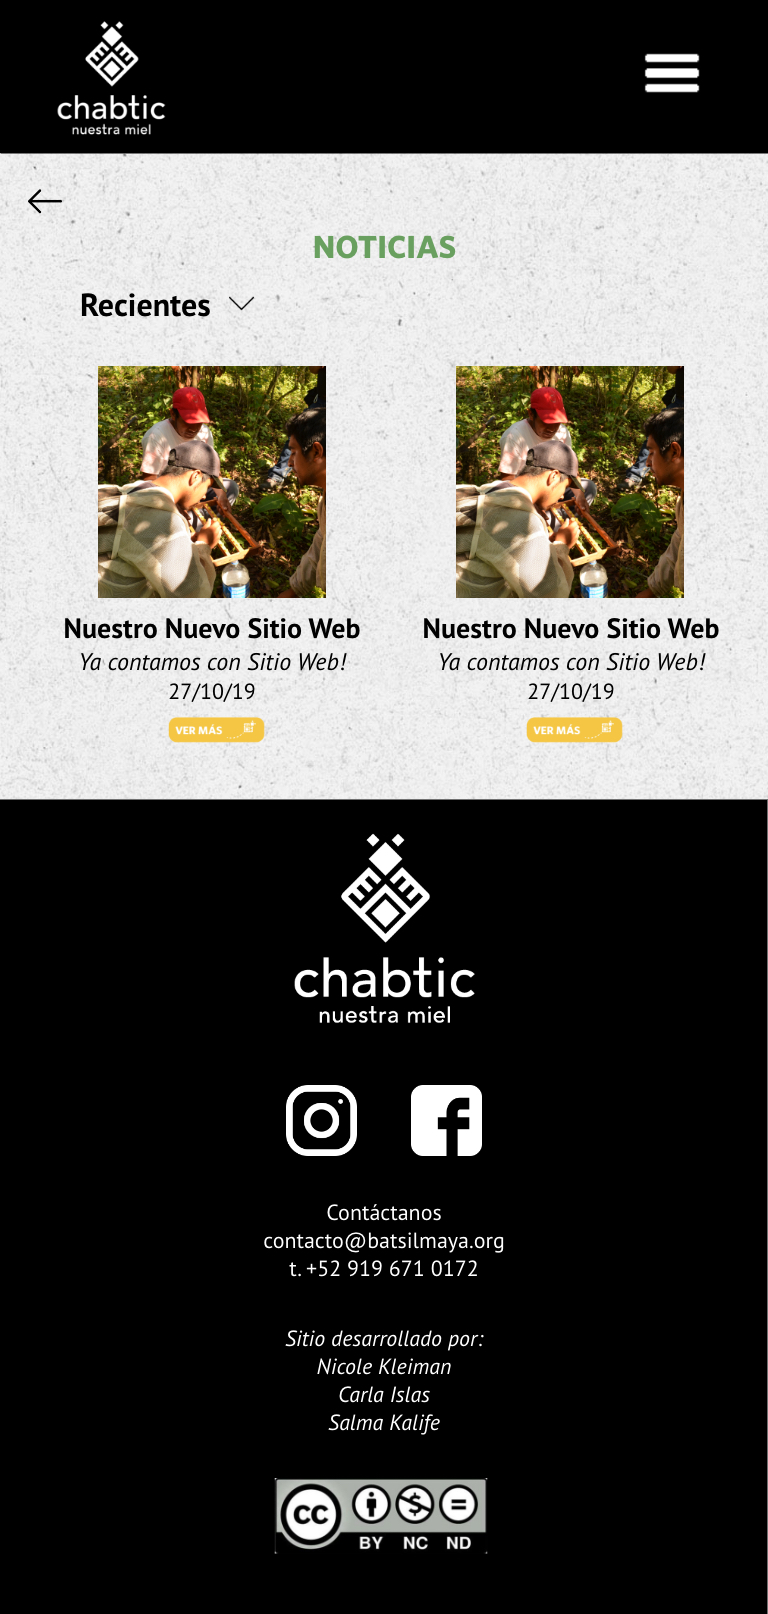 chabtic
nuestra miel
NOTICIAS
Recientes
Nuestro Nuevo Sitio Web
Ya contamos con Sitio Web!
27/10/19
VER MÁS
Nuestro Nuevo Sitio Web
Ya contamos con Sitio Web!
27/10/19
VER MÁS
chabtic
nuestra miel
Contáctanos
contacto@batsilmaya.org
t. +52 919 671 0172
Sitio desarrollado por:
Nicole Kleiman
Carla Islas
Salma Kalife
CC
BY NC ND